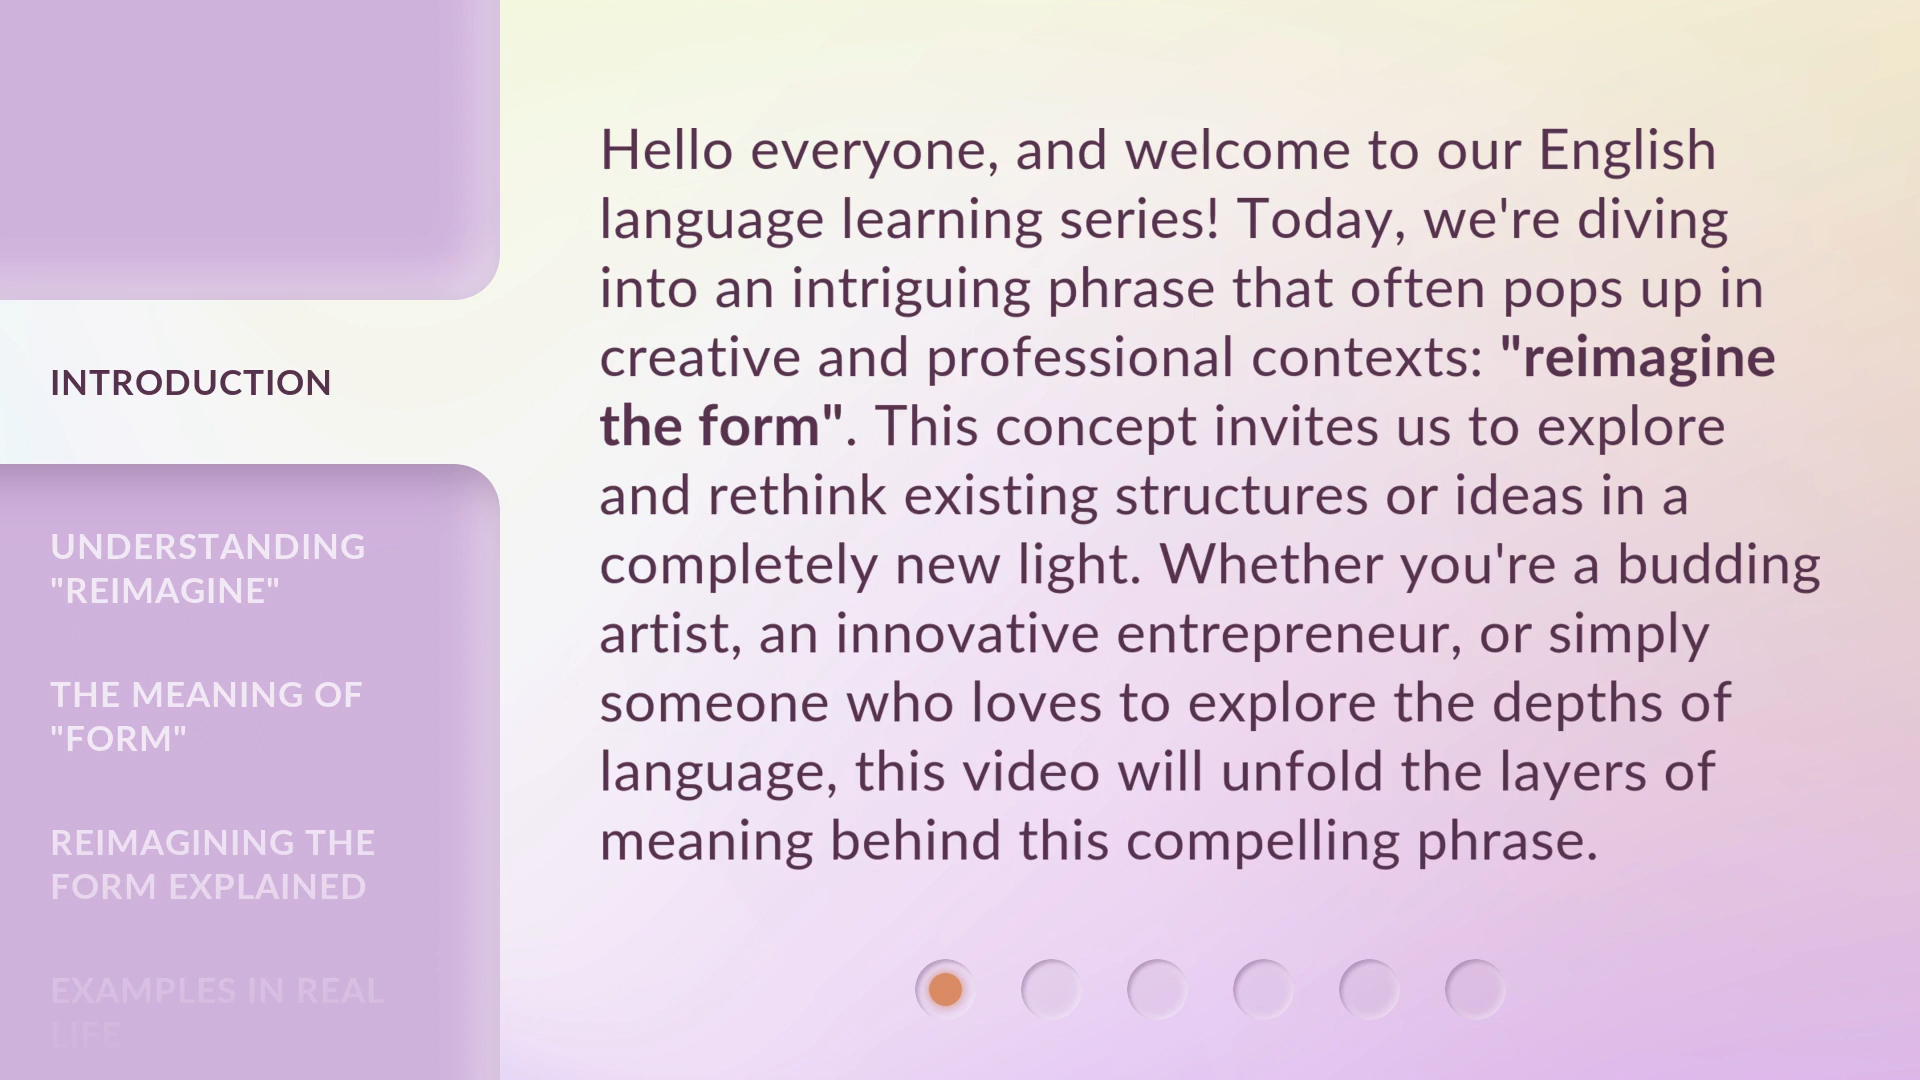 INTRODUCTION
UNDERSTANDING
"REIMAGINE"
THE MEANING OF
"FORM"
REIMAGINING THE
FORM EXPLAINED
EXAMPLES IN REAL
LIFE
Hello everyone, and welcome to our English
language learning series! Today, we're diving
into an intriguing phrase that often pops up in
creative and professional contexts: "reimagine
the form". This concept invites us to explore
and rethink existing structures or ideas in a
completely new light. Whether you're a budding
artist, an innovative entrepreneur, or simply
someone who loves to explore the depths of
language, this video will unfold the layers of
meaning behind this compelling phrase.